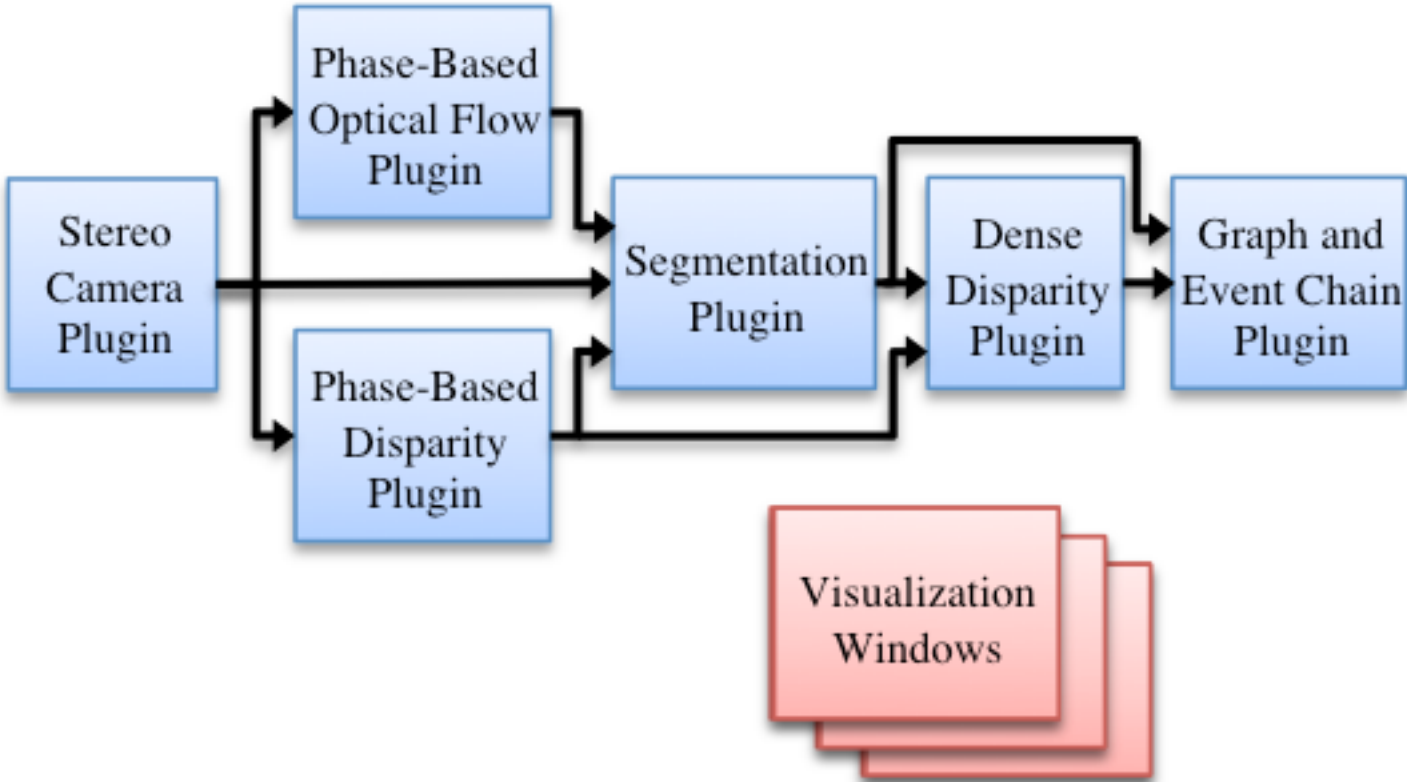 Phase-Based
Optical Flow
Plugin
Stereo
Camera
Plugin
Segmentation
Plugin
Dense
Disparity
Plugin
Graph and
Event Chain
Plugin
Phase-Based
Disparity
Plugin
Visualization
Windows